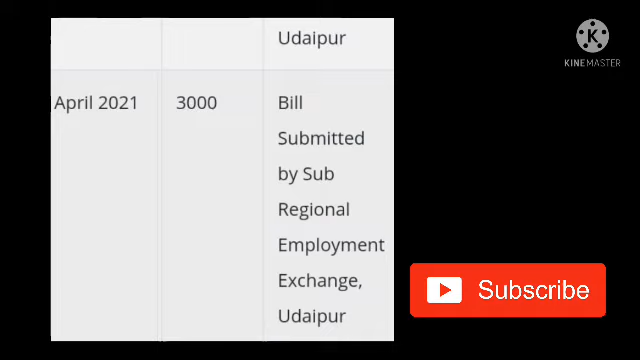 Udaipur
April 2021 3000 Bill
Submitted
by Sub
Regional
Employment
Exchange,
Udaipur
K
KINEMASTER
Subscribe